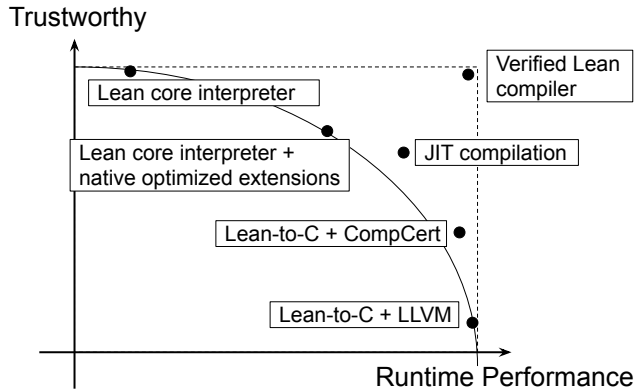 Trustworthy
Verified Lean
compiler
Lean core interpreter
Lean core interpreter +
native optimized extensions
JIT compilation
Lean-to-C + CompCert
Lean-to-C + LLVM
Runtime Performance